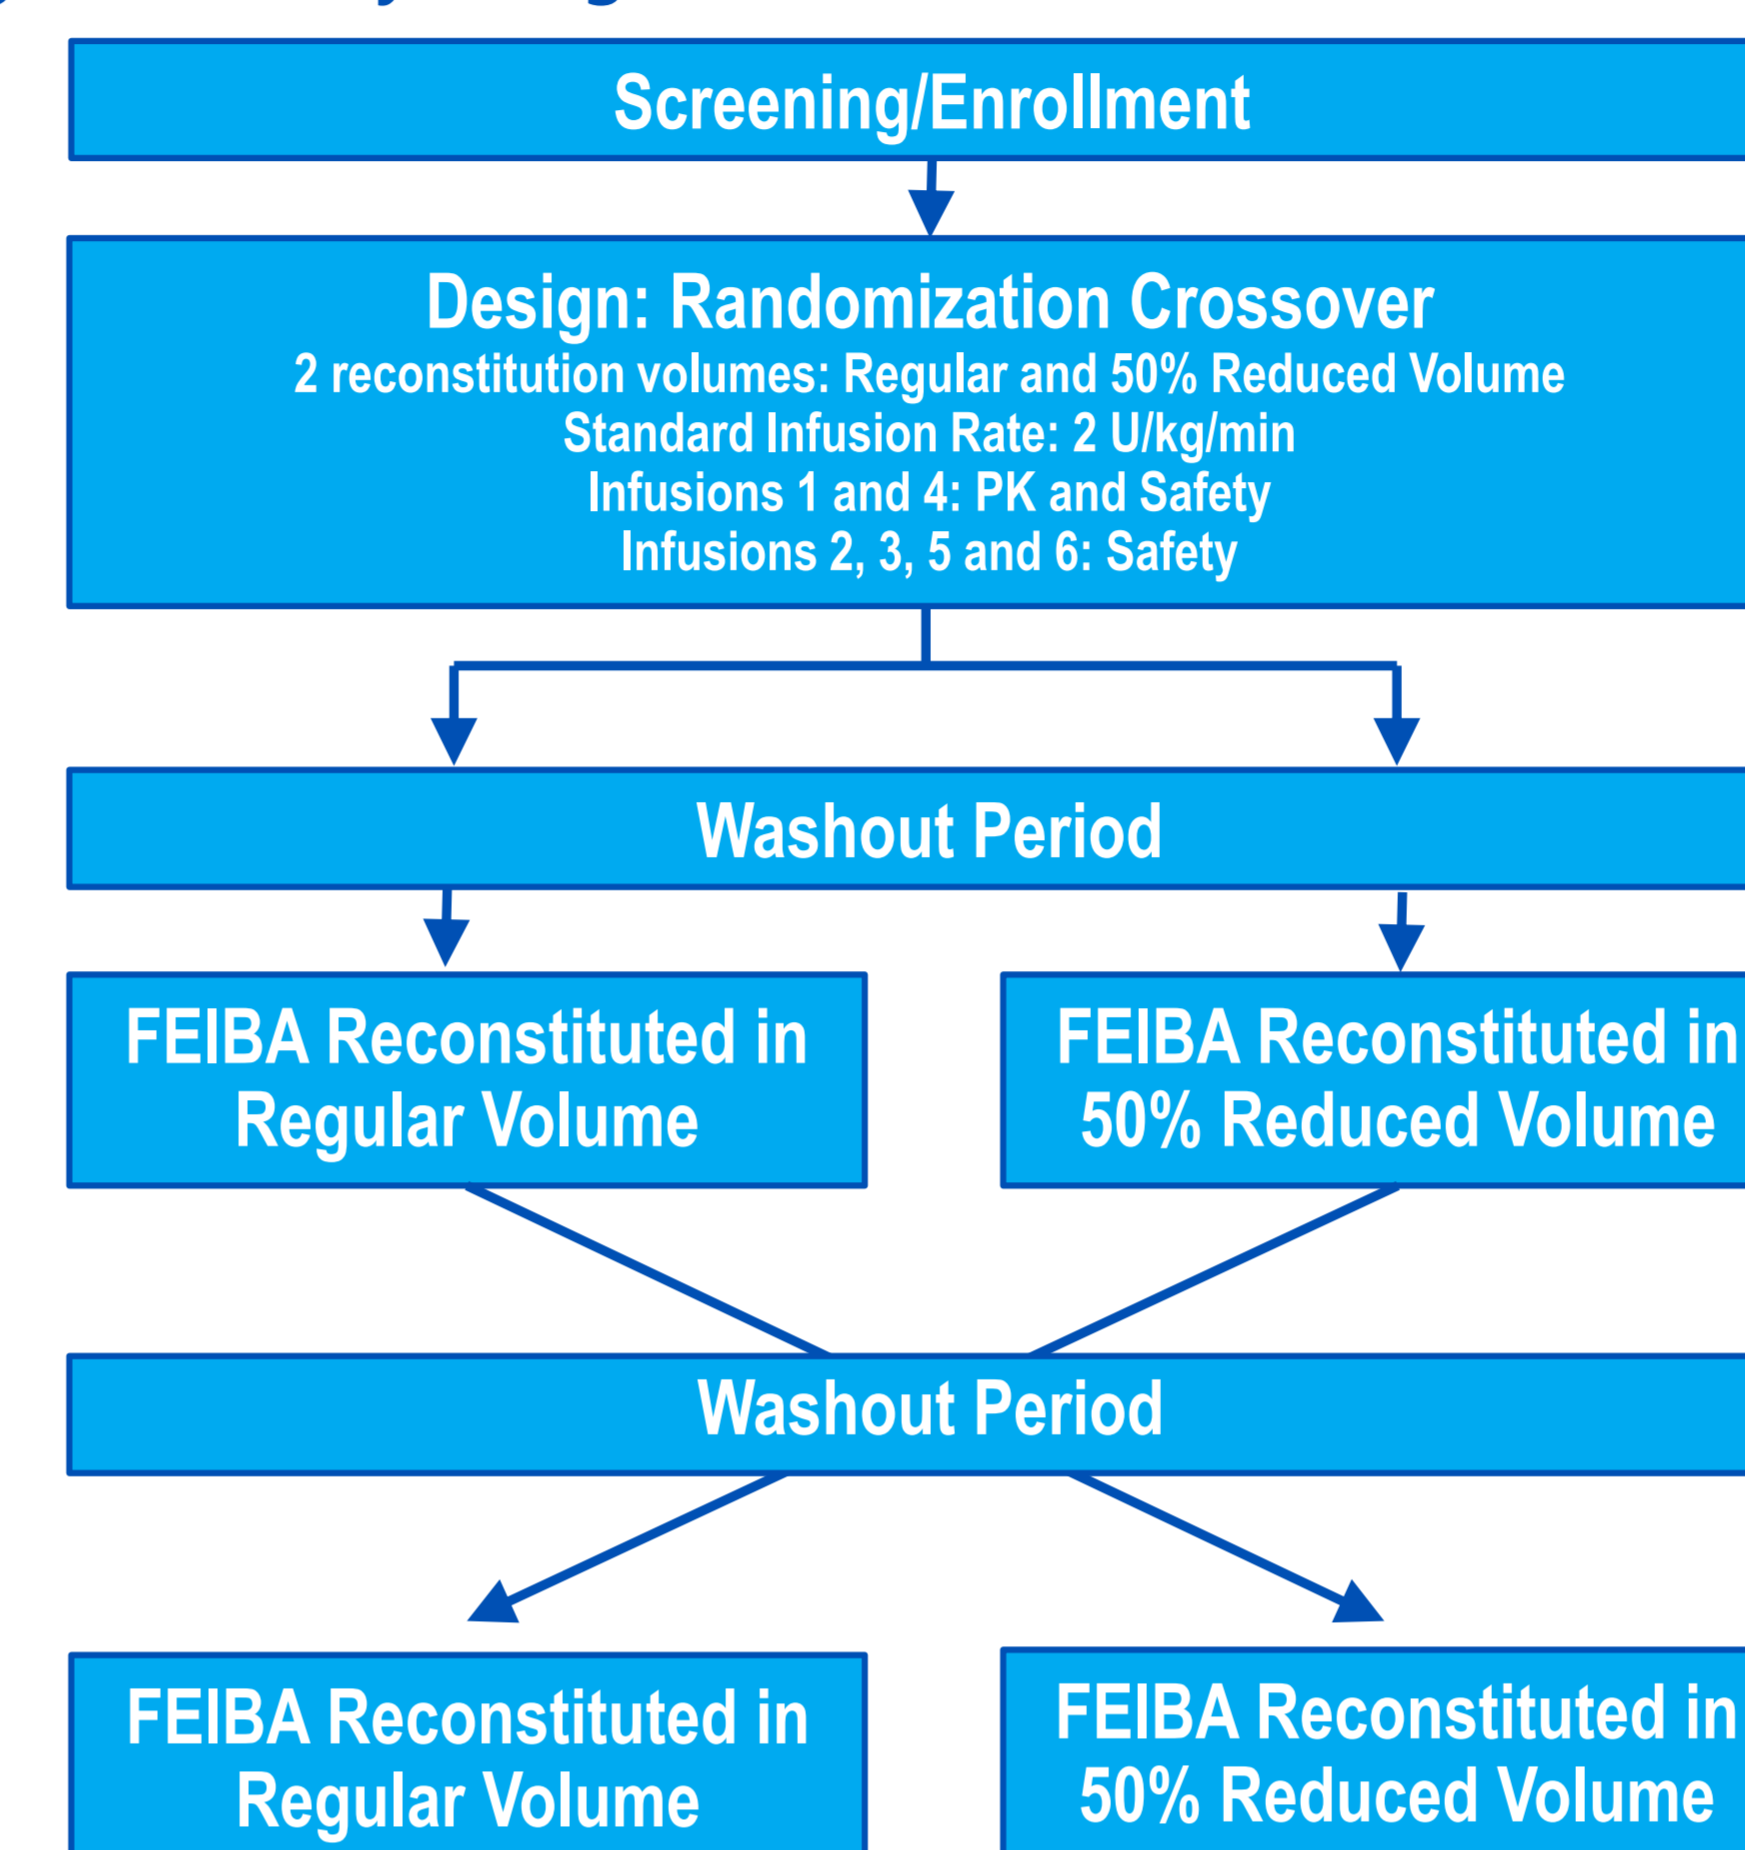 Screening/Enrollment
Design: Randomization Crossover
2 reconstitution volumes: Regular and 50% Reduced Volume
Standard Infusion Rate: 2 U/kg/min
Infusions 1 and 4: PK and Safety
Infusions 2, 3, 5 and 6: Safety
Washout Period
FEIBA Reconstituted in
Regular Volume
FEIBA Reconstituted in
50% Reduced Volume
Washout Period
FEIBA Reconstituted in
Regular Volume
FEIBA Reconstituted in
50% Reduced Volume